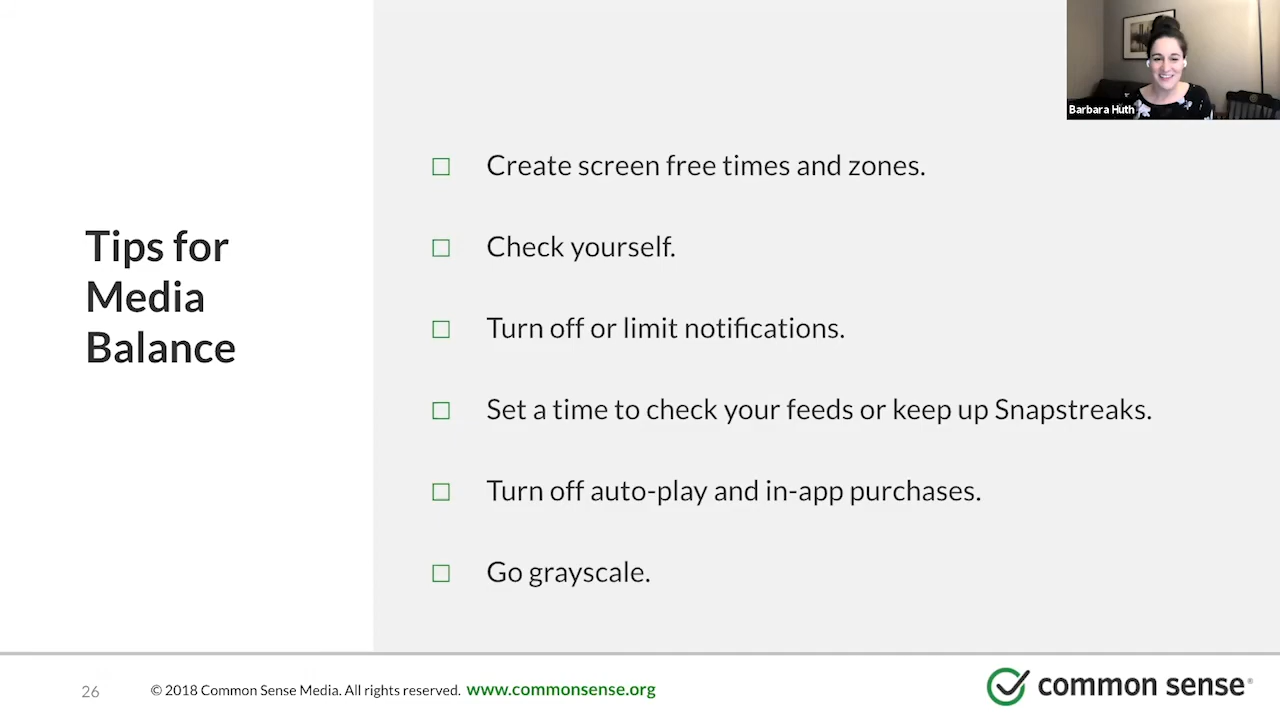 Barbara Huth
Tips for
Media
Balance
☐ Create screen free times and zones.
☐ Check yourself.
☐ Turn off or limit notifications.
☐ Set a time to check your feeds or keep up Snapstreaks.
☐ Turn off auto-play and in-app purchases.
☐ Go grayscale.
26
© 2018 Common Sense Media. All rights reserved. www.commonsense.org
common sense®